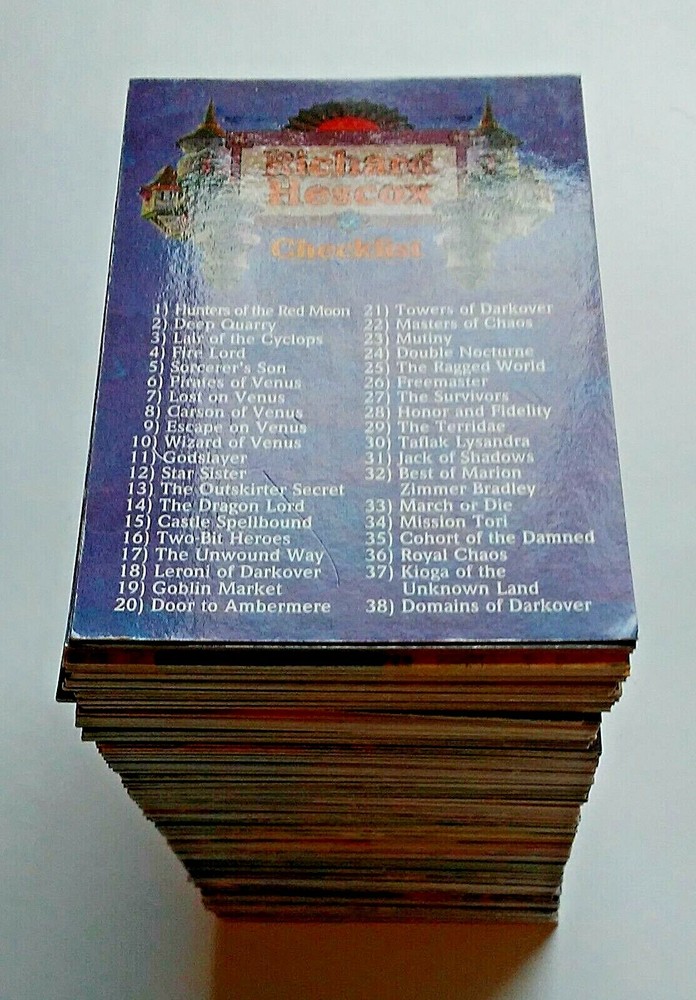 Richard
Hescox
Checklist
1) Hunters of the Red Moon
2) Deep Quarry
3) Lair of the Cyclops
4) Fire Lord
5) Sorcerer's Son
6) Pirates of Venus
7) Lost on Venus
8) Carson of Venus
9) Escape on Venus
10) Wizard of Venus
11) Godslayer
12) Star Sister
13) The Outskirter Secret
14) The Dragon Lord
15) Castle Spellbound
16) Two-Bit Heroes
17) The Unwound Way
18) Leroni of Darkover
19) Goblin Market
20) Door to Ambermere
21) Towers of Darkover
22) Masters of Chaos
23) Mutiny
24) Double Nocturne
25) The Ragged World
26) Freemaster
27) The Survivors
28) Honor and Fidelity
29) The Terridae
30) Taflak Lysandra
31) Jack of Shadows
32) Best of Marion
Zimmer Bradley
33) March or Die
34) Mission Tori
35) Cohort of the Damned
36) Royal Chaos
37) Kioga of the
Unknown Land
38) Domains of Darkover